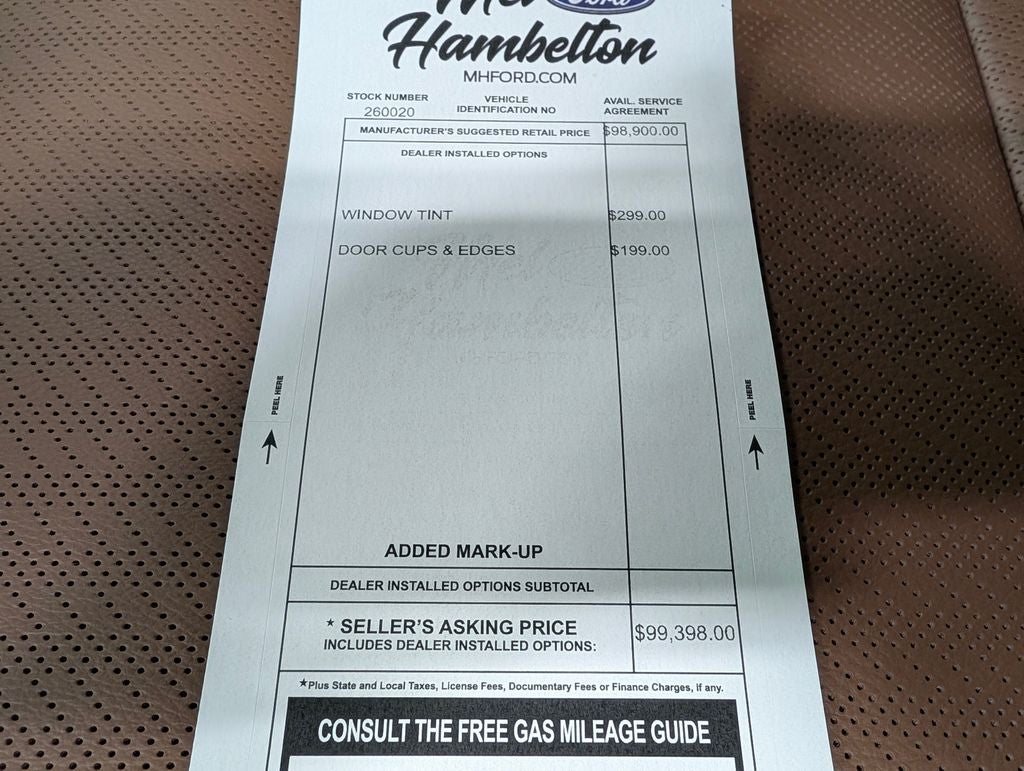 Mel Ford
Hambelton
MHFORD.COM
STOCK NUMBER
260020
VEHICLE
IDENTIFICATION NO
AVAIL. SERVICE
AGREEMENT
MANUFACTURER'S SUGGESTED RETAIL PRICE $98,900.00
DEALER INSTALLED OPTIONS
WINDOW TINT $299.00
DOOR CUPS & EDGES $199.00
PEEL HERE
PEEL HERE
ADDED MARK-UP
DEALER INSTALLED OPTIONS SUBTOTAL
* SELLER'S ASKING PRICE $99,398.00
INCLUDES DEALER INSTALLED OPTIONS:
★Plus State and Local Taxes, License Fees, Documentary Fees or Finance Charges, if any.
CONSULT THE FREE GAS MILEAGE GUIDE